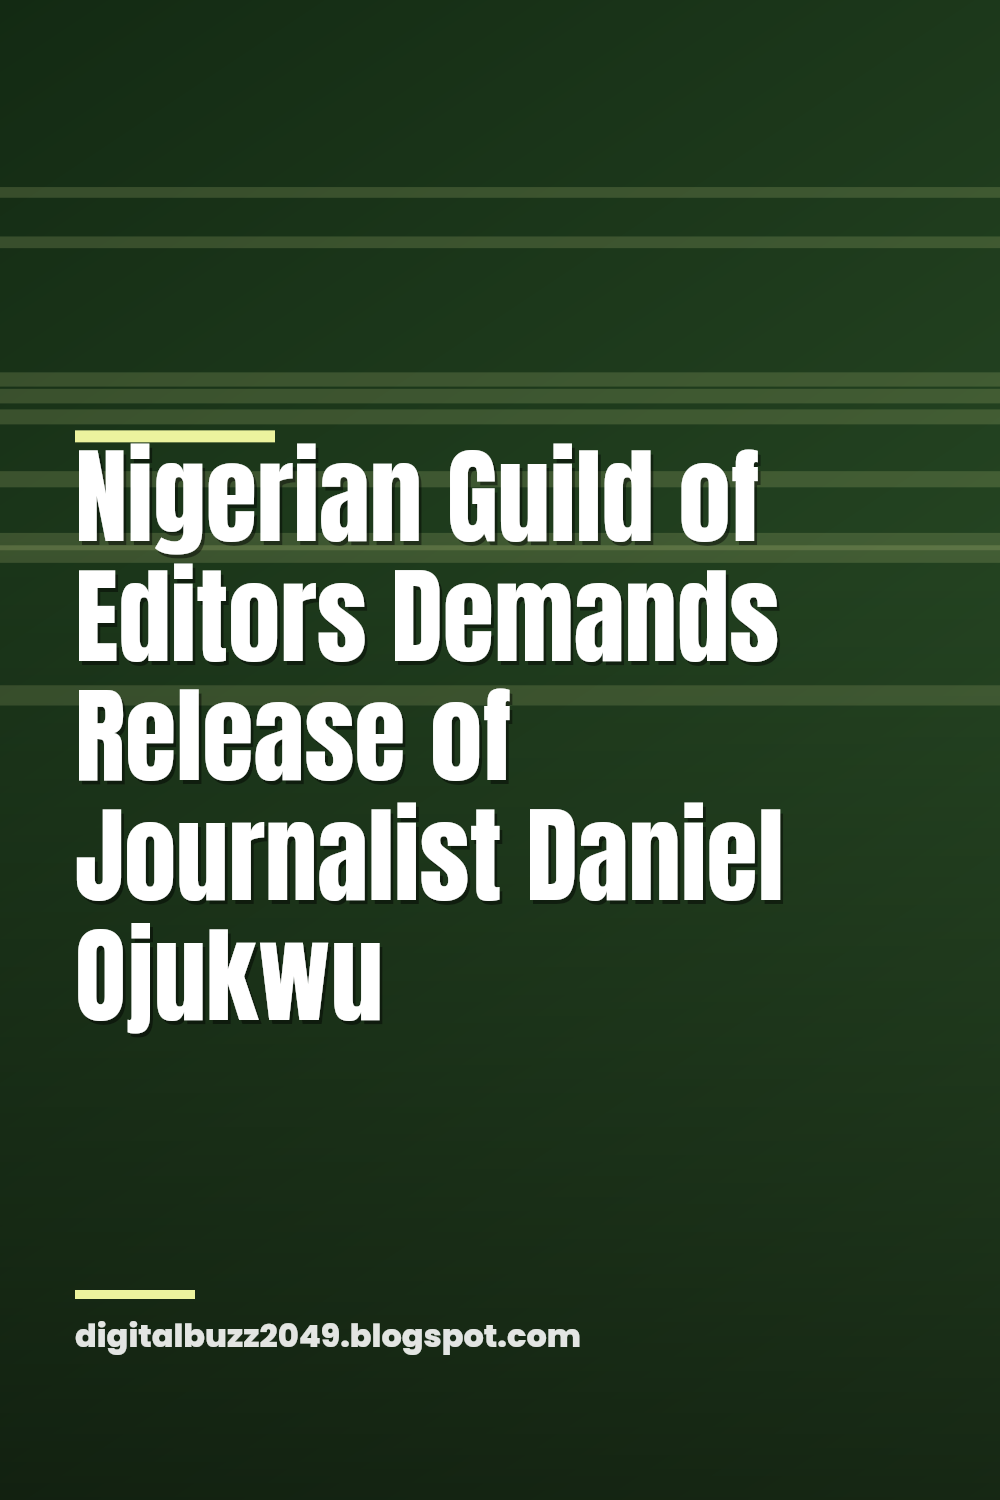 Nigerian Guild of
Editors Demands
Release of
Journalist Daniel
Ojukwu
digitalbuzz2049.blogspot.com